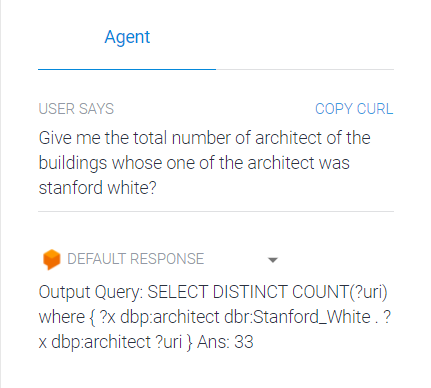 Agent
USER SAYS COPY CURL
Give me the total number of architect of the
buildings whose one of the architect was
stanford white?
DEFAULT RESPONSE
Output Query: SELECT DISTINCT COUNT(?uri)
where { ?x dbp:architect dbr:Stanford_White . ?
x dbp:architect ?uri } Ans: 33